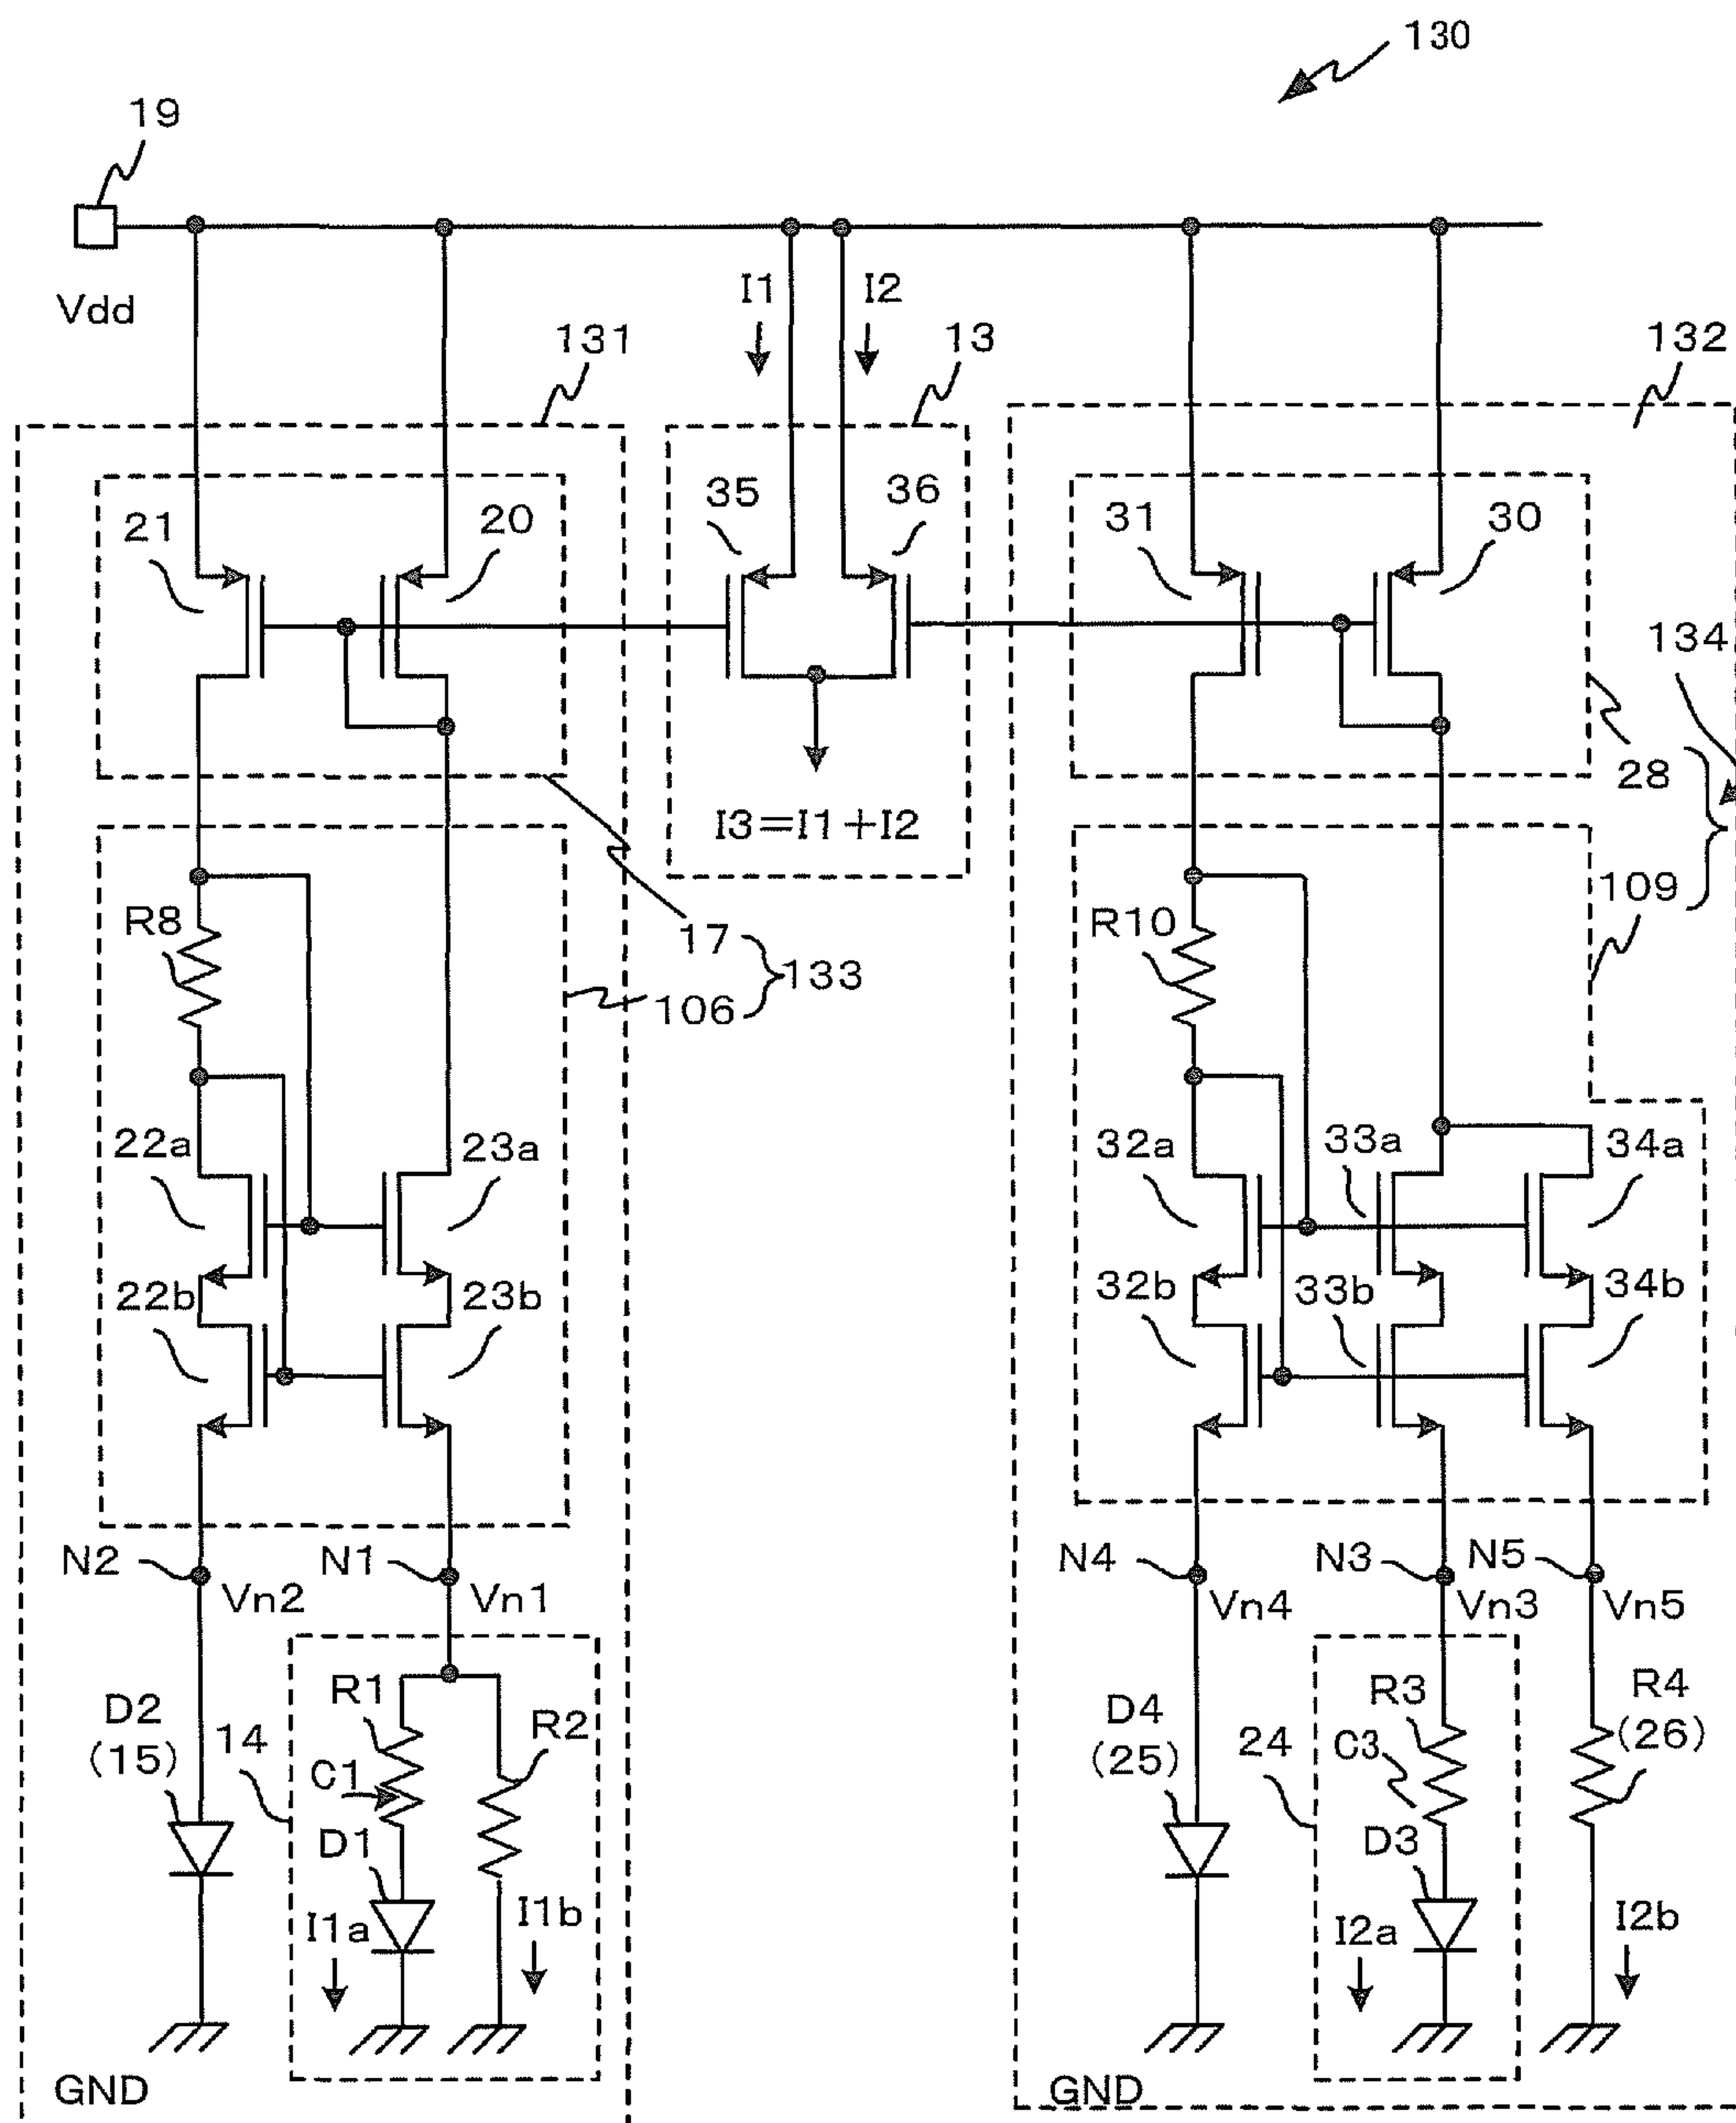 130
19
Vdd
I1 I2
131
13
132
21
20
35
36
31
30
134
I3=I1+I2
28
109
R8
17
106
133
R10
22a
23a
32a
33a
34a
22b
23b
32b
33b
34b
N2
Vn2
N1
Vn1
N4
Vn4
N3
Vn3
N5
Vn5
D2
(15)
14
R1
C1
D1
R2
I1a
I1b
D4
(25)
24
R3
C3
D3
R4
(26)
I2a
I2b
GND
GND